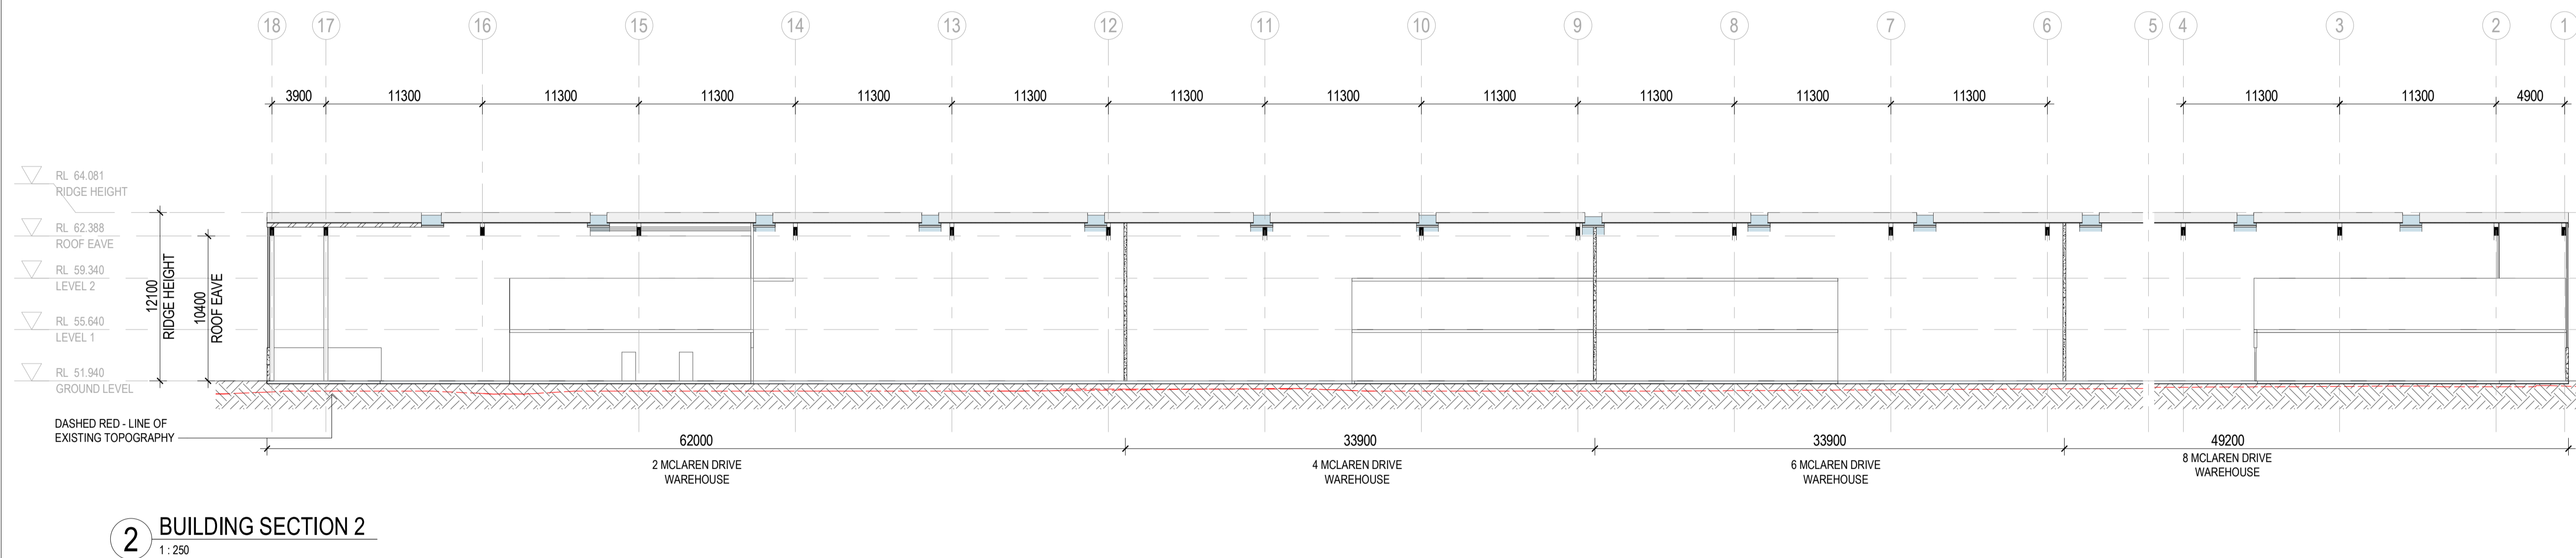 18 17 16 15 14 13 12 11 10 9 8 7 6 5 4 3 2 1
3900 11300 11300 11300 11300 11300 11300 11300 11300 11300 11300 11300 11300 11300 4900
RL 64.081
RIDGE HEIGHT
RL 62.388
ROOF EAVE
RL 59.340
LEVEL 2
RL 55.640
LEVEL 1
RL 51.940
GROUND LEVEL
12100
RIDGE HEIGHT
10400
ROOF EAVE
DASHED RED - LINE OF
EXISTING TOPOGRAPHY
62000
2 MCLAREN DRIVE
WAREHOUSE
33900
4 MCLAREN DRIVE
WAREHOUSE
33900
6 MCLAREN DRIVE
WAREHOUSE
49200
8 MCLAREN DRIVE
WAREHOUSE
2 BUILDING SECTION 2
1 : 250